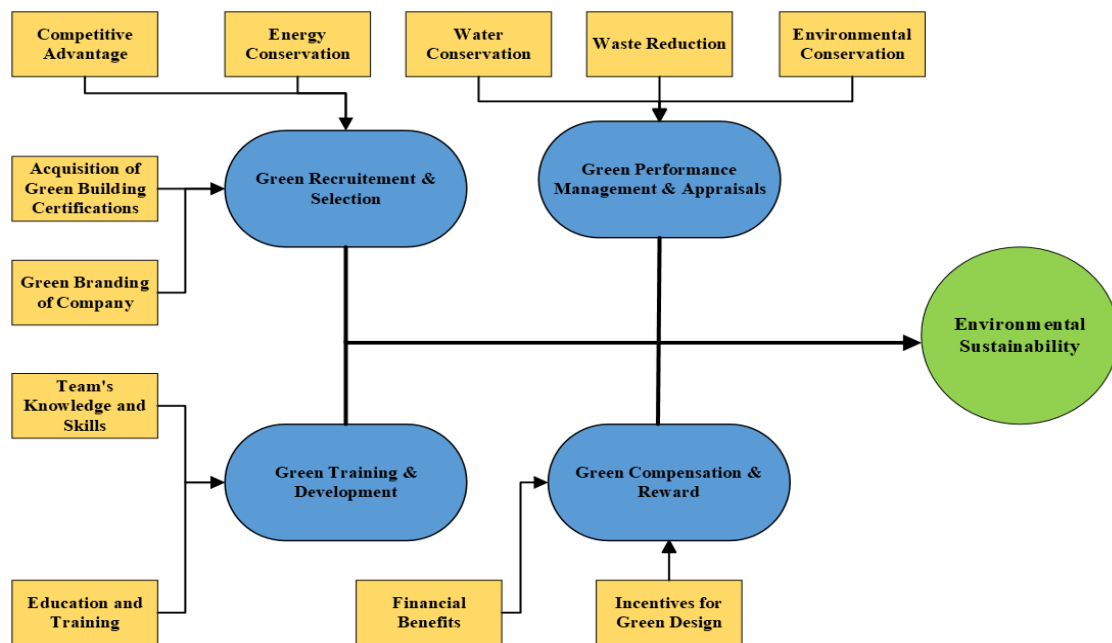 Competitive
Advantage
Energy
Conservation
Water
Conservation
Waste Reduction
Environmental
Conservation
Acquisition of
Green Building
Certifications
Green Recruitement &
Selection
Green Performance
Management & Appraisals
Green Branding
of Company
Environmental
Sustainability
Team's
Knowledge and
Skills
Green Training &
Development
Green Compensation &
Reward
Education and
Training
Financial
Benefits
Incentives for
Green Design